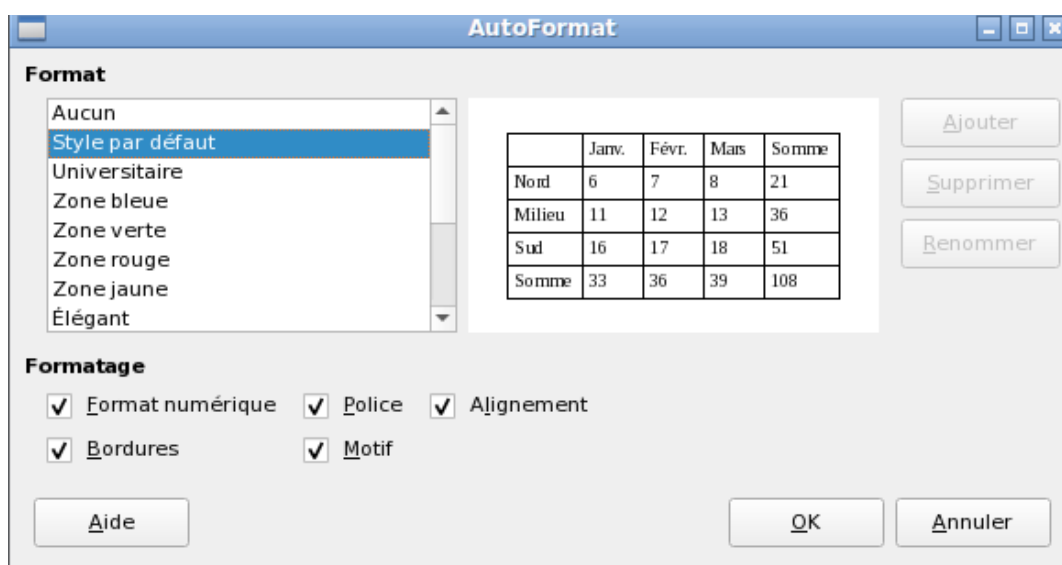 AutoFormat
Format
Aucun
Style par défaut
Universitaire
Zone bleue
Zone verte
Zone rouge
Zone jaune
Élégant
Janv. Févr. Mars Somme
Nord 6 7 8 21
Milieu 11 12 13 36
Sud 16 17 18 51
Somme 33 36 39 108
Ajouter
Supprimer
Renommer
Formatage
Format numérique Police Alignement
Bordures Motif
Aide OK Annuler